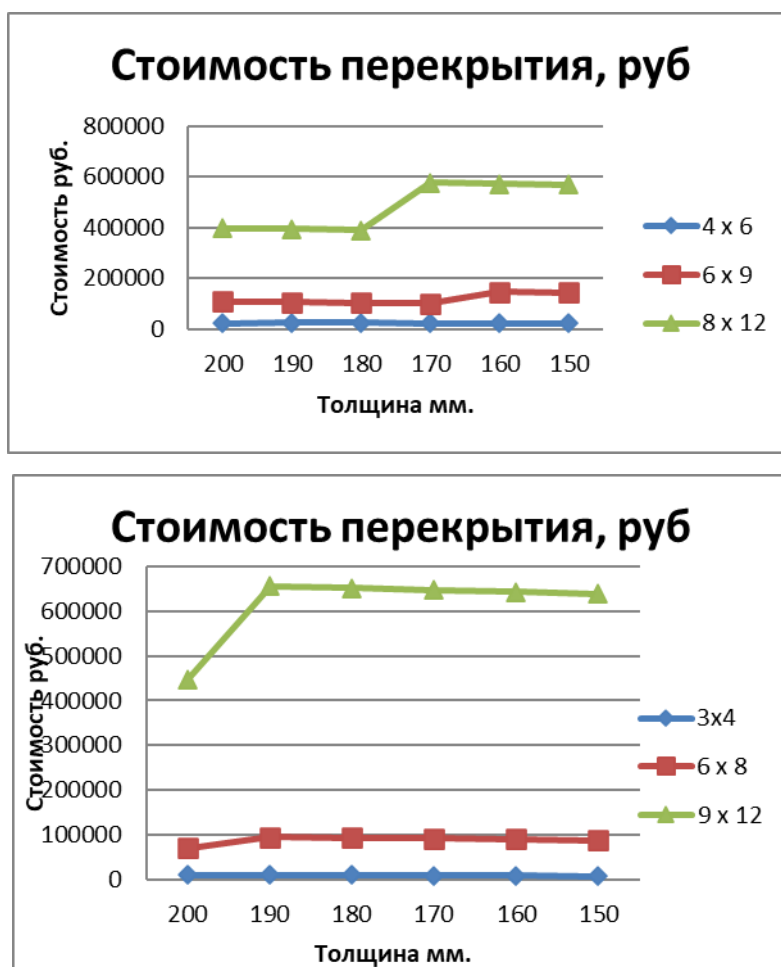 Стоимость перекрытия, руб
Стоимость руб.
800000
600000
400000
200000
0
200 190 180 170 160 150
Толщина мм.
4 x 6
6 x 9
8 x 12
Стоимость перекрытия, руб
Стоимость руб.
700000
600000
500000
400000
300000
200000
100000
0
200 190 180 170 160 150
Толщина мм.
3x4
6 x 8
9 x 12